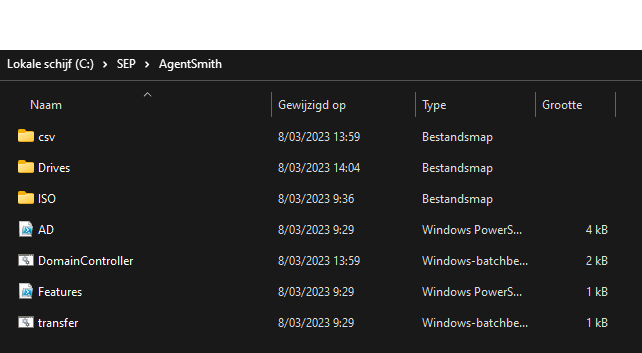 Lokale schijf (C:) > SEP > AgentSmith
Naam Gewijzigd op Type Grootte
csv 8/03/2023 13:59 Bestandsmap
Drives 8/03/2023 14:04 Bestandsmap
ISO 8/03/2023 9:36 Bestandsmap
AD 8/03/2023 9:29 Windows PowerS... 4 kB
DomainController 8/03/2023 13:59 Windows-batchbe... 2 kB
Features 8/03/2023 9:29 Windows PowerS... 1 kB
transfer 8/03/2023 9:29 Windows-batchbe... 1 kB